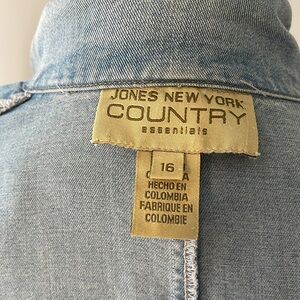 JONES NEW YORK
COUNTRY
essentials
16
HECHO EN
COLOMBIA
FABRIQUE EN
COLOMBIE